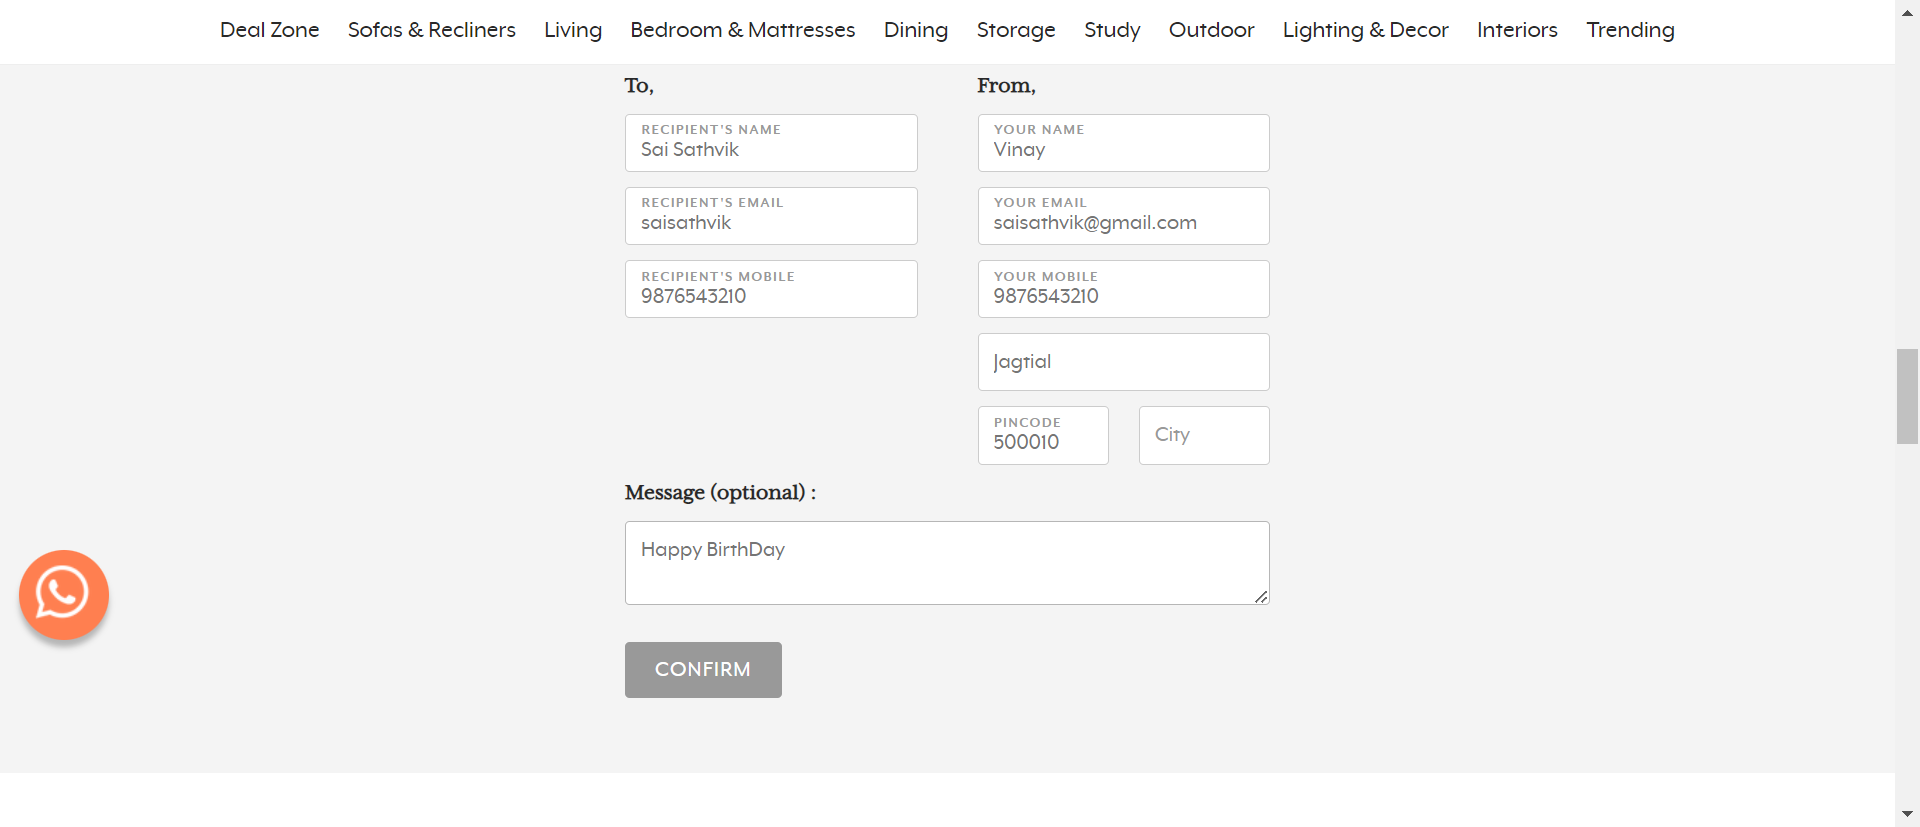 Deal Zone Sofas & Recliners Living Bedroom & Mattresses Dining Storage Study Outdoor Lighting & Decor Interiors Trending
To,
From,
RECIPIENT'S NAME
Sai Sathvik
YOUR NAME
Vinay
RECIPIENT'S EMAIL
saisathvik
YOUR EMAIL
saisathvik@gmail.com
RECIPIENT'S MOBILE
9876543210
YOUR MOBILE
9876543210
Jagtial
PINCODE
500010
City
Message (optional) :
Happy BirthDay
CONFIRM